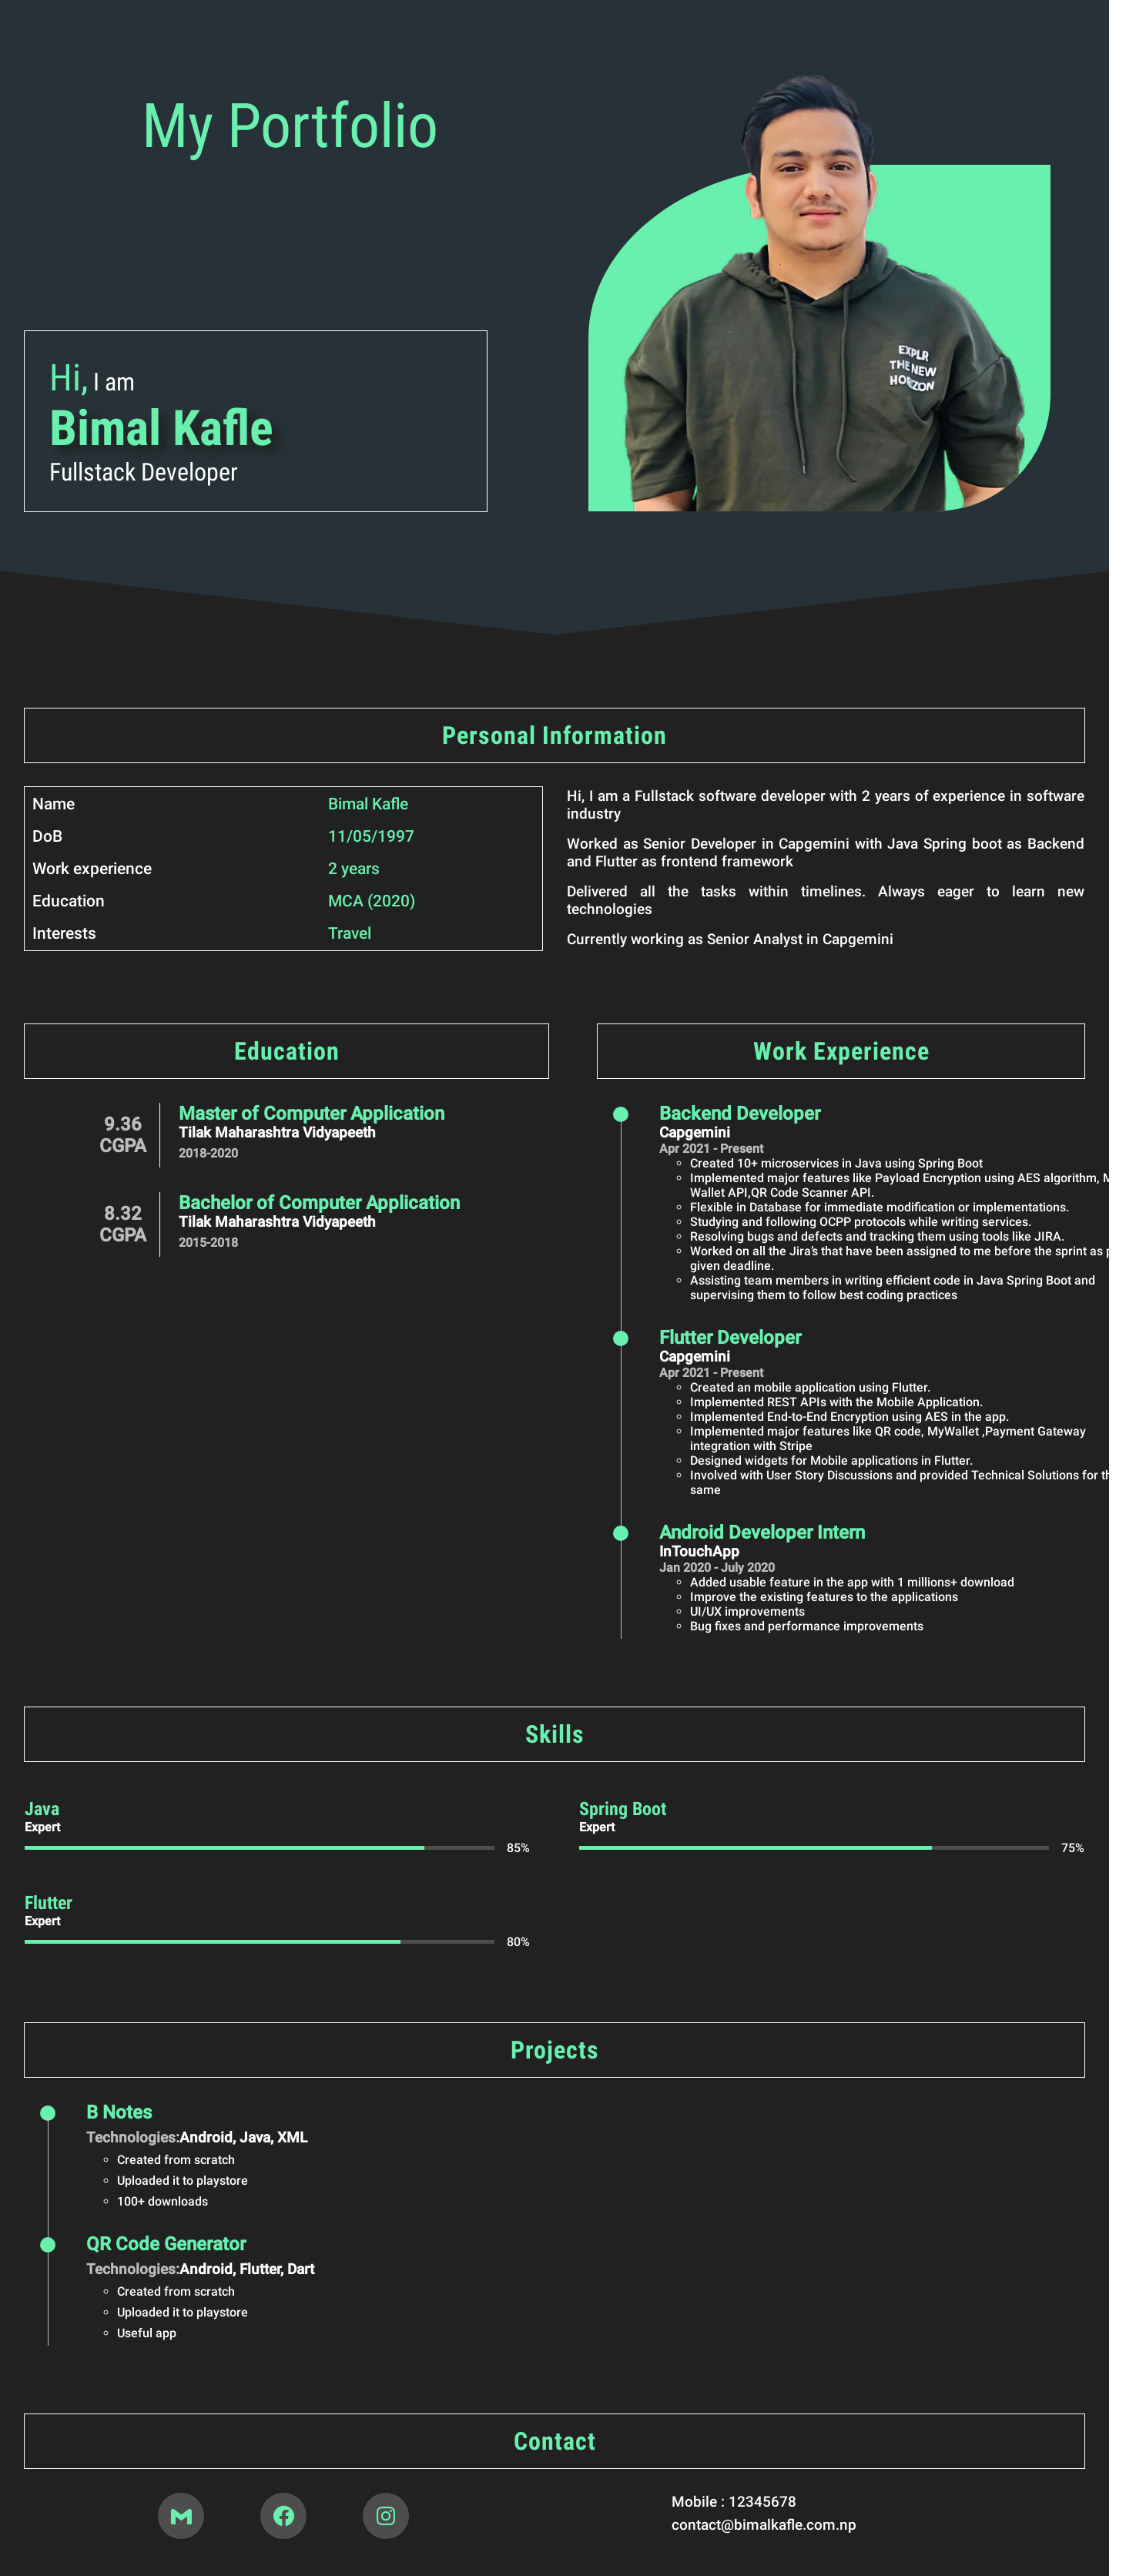 My Portfolio
EXPLR
THE NEW
HORIZON
Hi, I am
Bimal Kafle
Fullstack Developer
Personal Information
Name Bimal Kafle
DoB 11/05/1997
Work experience 2 years
Education MCA (2020)
Interests Travel
Hi, I am a Fullstack software developer with 2 years of experience in software
industry
Worked as Senior Developer in Capgemini with Java Spring boot as Backend
and Flutter as frontend framework
Delivered all the tasks within timelines. Always eager to learn new
technologies
Currently working as Senior Analyst in Capgemini
Education
9.36
CGPA
Master of Computer Application
Tilak Maharashtra Vidyapeeth
2018-2020
8.32
CGPA
Bachelor of Computer Application
Tilak Maharashtra Vidyapeeth
2015-2018
Work Experience
Backend Developer
Capgemini
Apr 2021 - Present
Created 10+ microservices in Java using Spring Boot
Implemented major features like Payload Encryption using AES algorithm,
Wallet API,QR Code Scanner API.
Flexible in Database for immediate modification or implementations.
Studying and following OCPP protocols while writing services.
Resolving bugs and defects and tracking them using tools like JIRA.
Worked on all the Jira's that have been assigned to me before the sprint as
given deadline.
Assisting team members in writing efficient code in Java Spring Boot and
supervising them to follow best coding practices
Flutter Developer
Capgemini
Apr 2021 - Present
Created an mobile application using Flutter.
Implemented REST APIs with the Mobile Application.
Implemented End-to-End Encryption using AES in the app.
Implemented major features like QR code, MyWallet ,Payment Gateway
integration with Stripe
Designed widgets for Mobile applications in Flutter.
Involved with User Story Discussions and provided Technical Solutions for
same
Android Developer Intern
InTouchApp
Jan 2020 - July 2020
Added usable feature in the app with 1 millions+ download
Improve the existing features to the applications
UI/UX improvements
Bug fixes and performance improvements
Skills
Java
Expert
85%
Spring Boot
Expert
75%
Flutter
Expert
80%
Projects
B Notes
Technologies:Android, Java, XML
Created from scratch
Uploaded it to playstore
100+ downloads
QR Code Generator
Technologies:Android, Flutter, Dart
Created from scratch
Uploaded it to playstore
Useful app
Contact
Mobile : 12345678
contact@bimalkafle.com.np